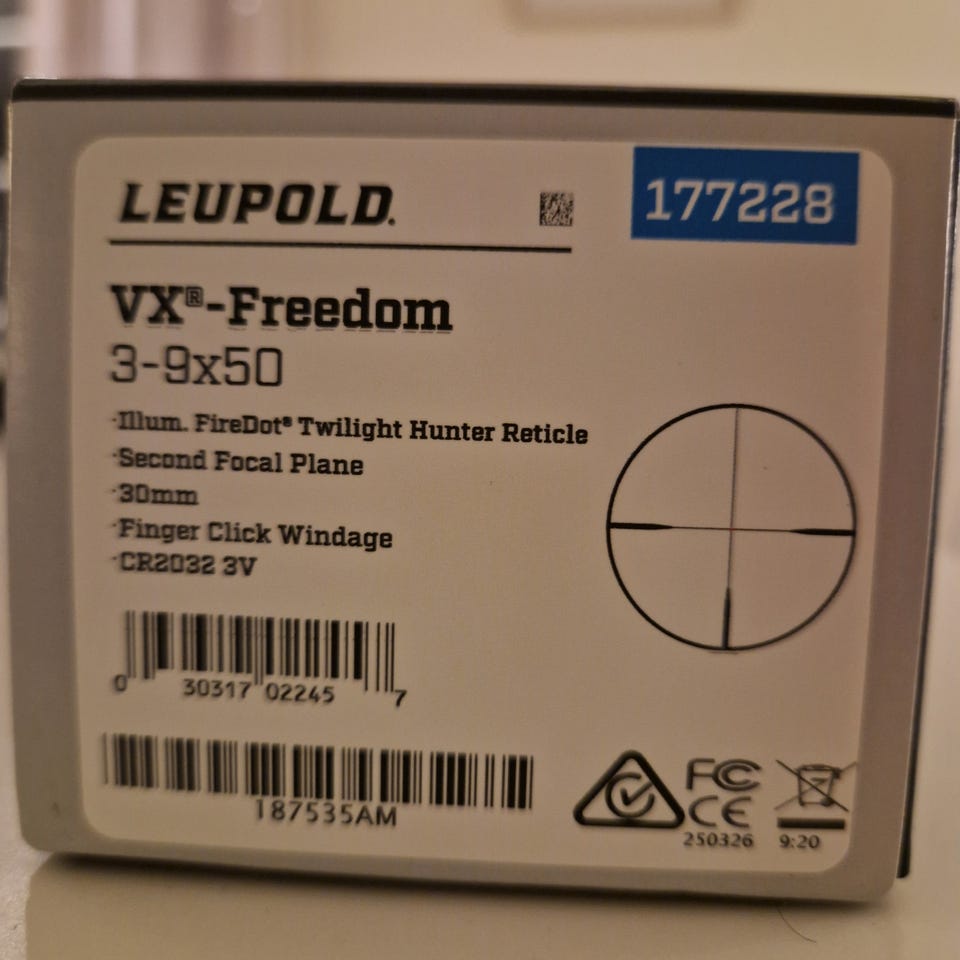 LEUPOLD.
177228
VX®-Freedom
3-9x50
·Illum. FireDot® Twilight Hunter Reticle
·Second Focal Plane
·30mm
·Finger Click Windage
·CR2032 3V
0 30317 02245 7
187535AM
FC
CE
250326 9:20